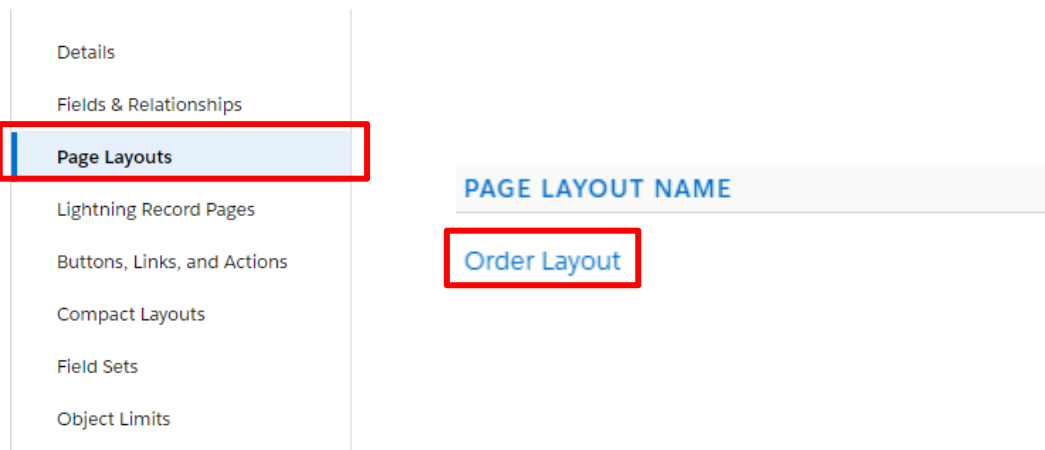 Details
Fields & Relationships
Page Layouts
Lightning Record Pages
Buttons, Links, and Actions
Compact Layouts
Field Sets
Object Limits
PAGE LAYOUT NAME
Order Layout